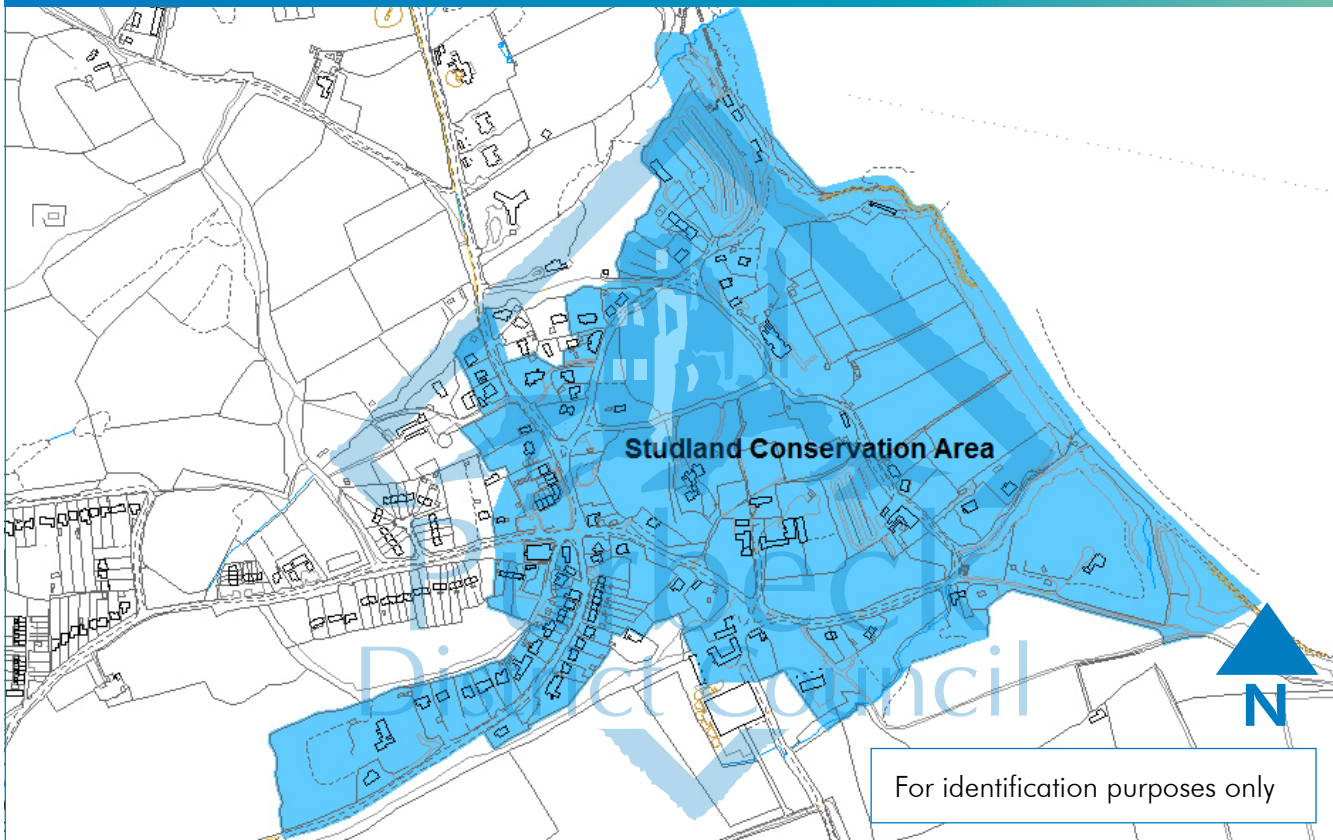 Studland Conservation Area
Purbeck
District Council
N
For identification purposes only